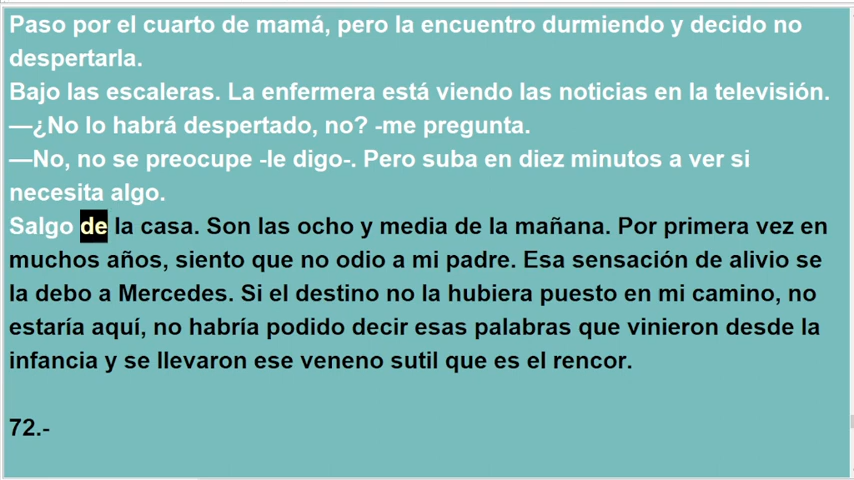 Paso por el cuarto de mamá, pero la encuentro durmiendo y decido no
despertarla.
Bajo las escaleras. La enfermera está viendo las noticias en la televisión.
—¿No lo habrá despertado, no? -me pregunta.
—No, no se preocupe -le digo-. Pero suba en diez minutos a ver si
necesita algo.
Salgo de la casa. Son las ocho y media de la mañana. Por primera vez en
muchos años, siento que no odio a mi padre. Esa sensación de alivio se
la debo a Mercedes. Si el destino no la hubiera puesto en mi camino, no
estaría aquí, no habría podido decir esas palabras que vinieron desde la
infancia y se llevaron ese veneno sutil que es el rencor.
72.-